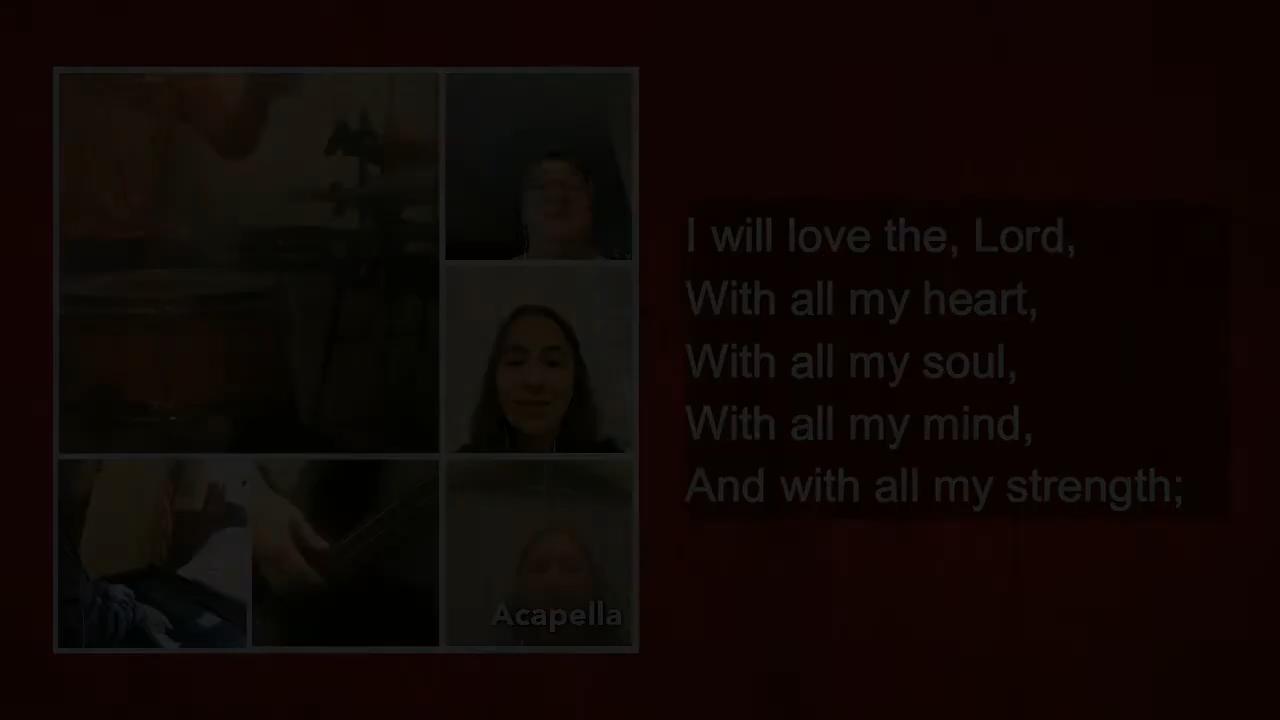 I will love the, Lord,
With all my heart,
With all my soul,
With all my mind,
And with all my strength;
Acapella